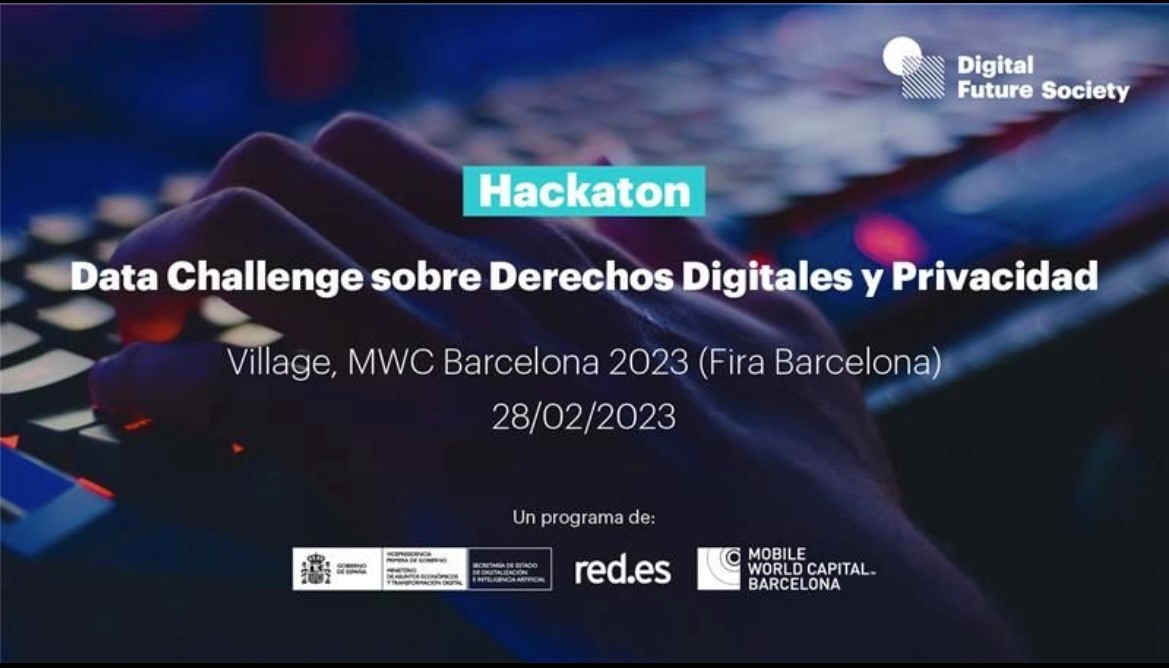 Digital
Future Society
Hackaton
Data Challenge sobre Derechos Digitales y Privacidad
Village, MWC Barcelona 2023 (Fira Barcelona)
28/02/2023
Un programa de:
GOBIERNO
DE ESPAÑA
VICEPRESIDENCIA
PRIMERA DEL GOBIERNO
MINISTERIO
DE ASUNTOS ECONÓMICOS
Y TRANSFORMACIÓN DIGITAL
SECRETARÍA DE ESTADO
DE DIGITALIZACIÓN
E INTELIGENCIA ARTIFICIAL
red.es
MOBILE
WORLD CAPITAL™
BARCELONA